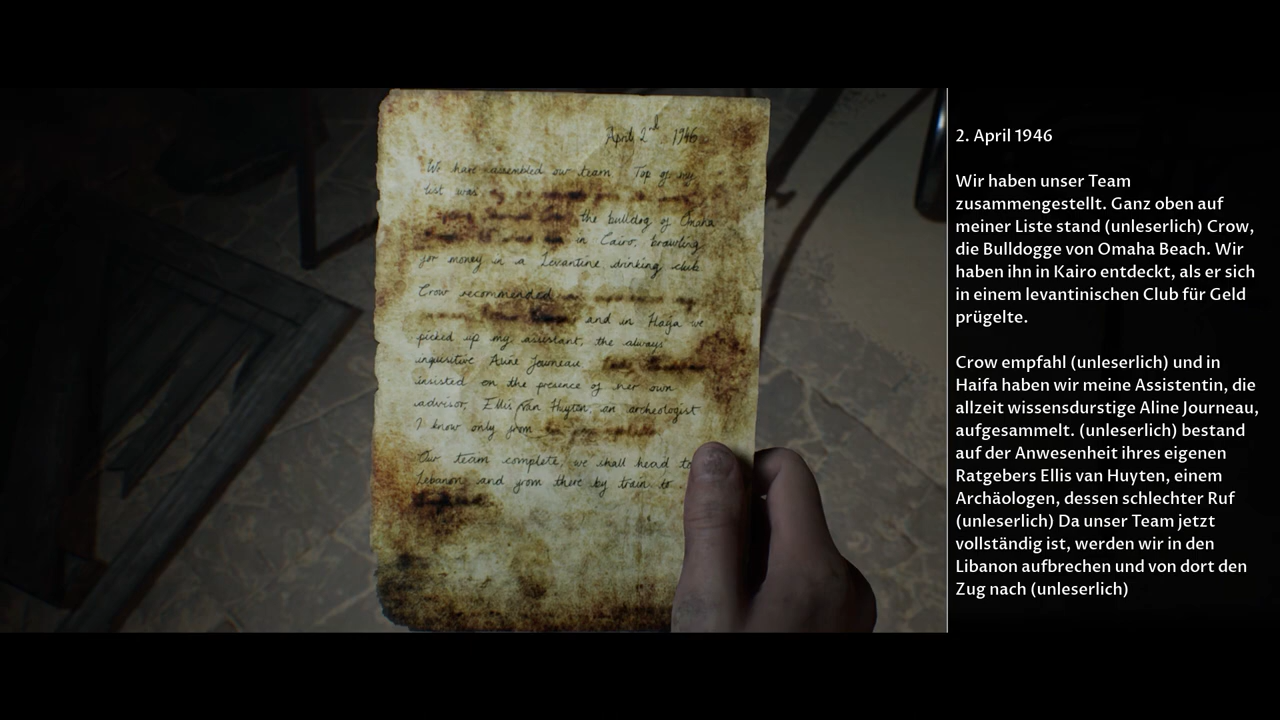 April 2nd 1946
We have assembled our team Top of my
list was
the bulldog of Omaha
in Cairo, brawling
for money in a Levantine drinking club
Crow recommended
and in Haifa we
picked up my assistant, the always
inquisitive Aline Journeau
insisted on the presence of her own
advisor, Ellis van Huyten, an archeologist
I know only from
Our team complete, we shall head to
Lebanon and from there by train to
2. April 1946
Wir haben unser Team
zusammengestellt. Ganz oben auf
meiner Liste stand (unleserlich) Crow,
die Bulldogge von Omaha Beach. Wir
haben ihn in Kairo entdeckt, als er sich
in einem levantinischen Club für Geld
prügelte.
Crow empfahl (unleserlich) und in
Haifa haben wir meine Assistentin, die
allzeit wissensdurstige Aline Journeau,
aufgesammelt. (unleserlich) bestand
auf der Anwesenheit ihres eigenen
Ratgebers Ellis van Huyten, einem
Archäologen, dessen schlechter Ruf
(unleserlich) Da unser Team jetzt
vollständig ist, werden wir in den
Libanon aufbrechen und von dort den
Zug nach (unleserlich)